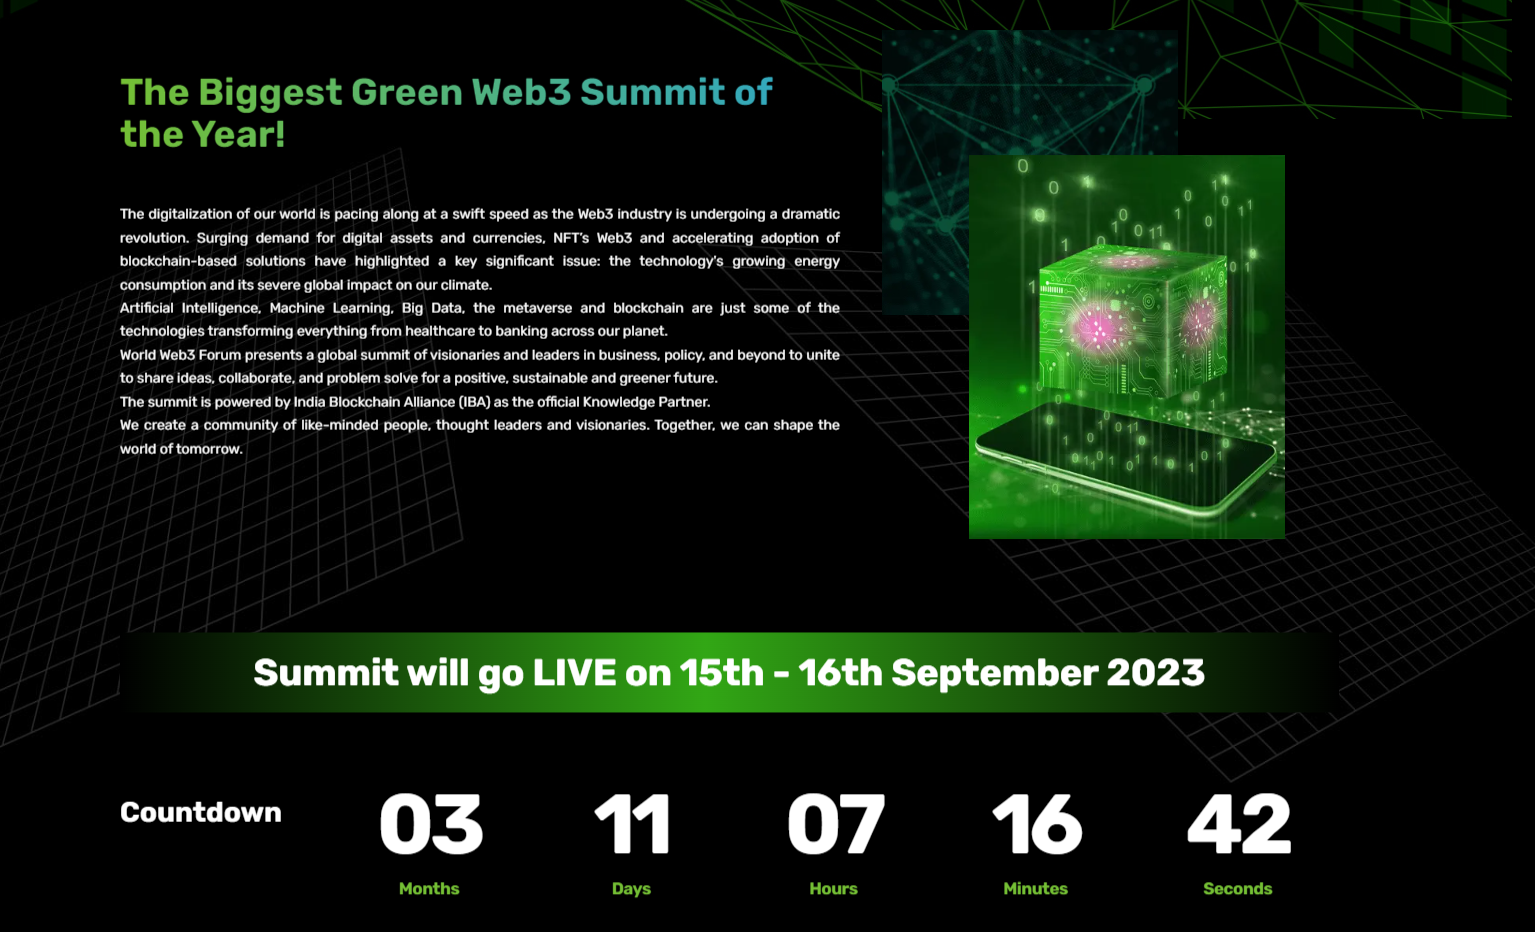 The Biggest Green Web3 Summit of
the Year!
The digitalization of our world is pacing along at a swift speed as the Web3 industry is undergoing a dramatic
revolution. Surging demand for digital assets and currencies, NFT's Web3 and accelerating adoption of
blockchain-based solutions have highlighted a key significant issue: the technology's growing energy
consumption and its severe global impact on our climate.
Artificial Intelligence, Machine Learning, Big Data, the metaverse and blockchain are just some of the
technologies transforming everything from healthcare to banking across our planet.
World Web3 Forum presents a global summit of visionaries and leaders in business, policy, and beyond to unite
to share ideas, collaborate, and problem solve for a positive, sustainable and greener future.
The summit is powered by India Blockchain Alliance (IBA) as the official Knowledge Partner.
We create a community of like-minded people, thought leaders and visionaries. Together, we can shape the
world of tomorrow.
Summit will go LIVE on 15th - 16th September 2023
Countdown
03 11 07 16 42
Months Days Hours Minutes Seconds